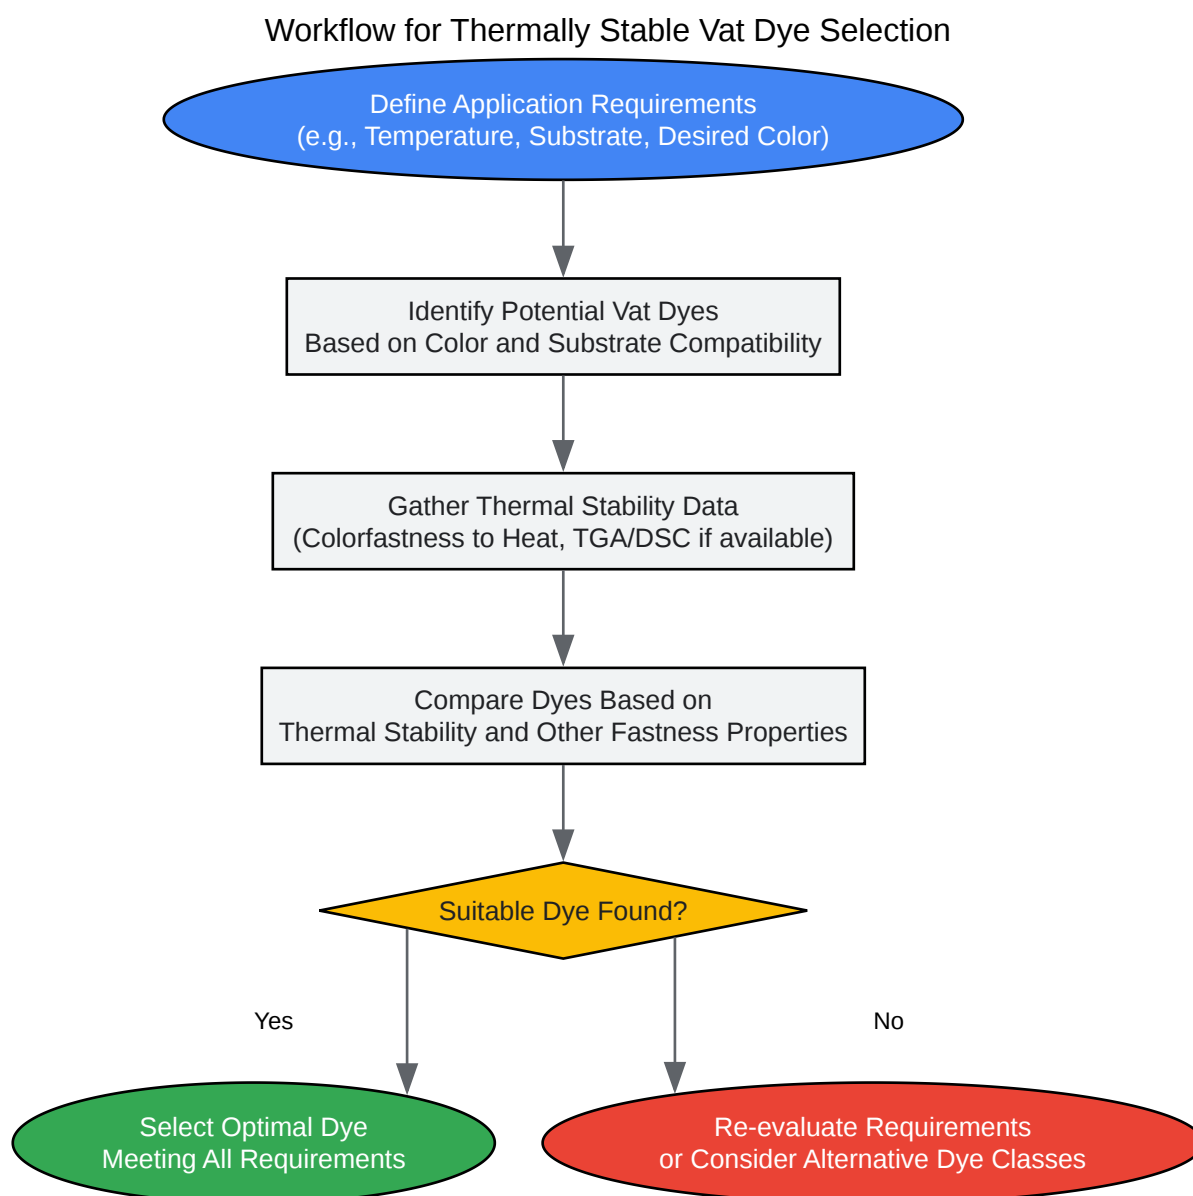 Workflow for Thermally Stable Vat Dye Selection
Define Application Requirements
(e.g., Temperature, Substrate, Desired Color)
Identify Potential Vat Dyes
Based on Color and Substrate Compatibility
Gather Thermal Stability Data
(Colorfastness to Heat, TGA/DSC if available)
Compare Dyes Based on
Thermal Stability and Other Fastness Properties
Suitable Dye Found?
Yes
No
Select Optimal Dye
Meeting All Requirements
Re-evaluate Requirements
or Consider Alternative Dye Classes